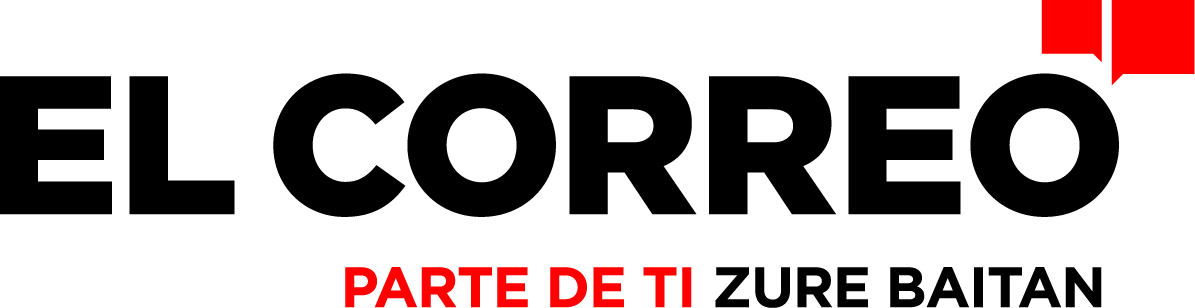 EL CORREO
PARTE DE TI ZURE BAITAN